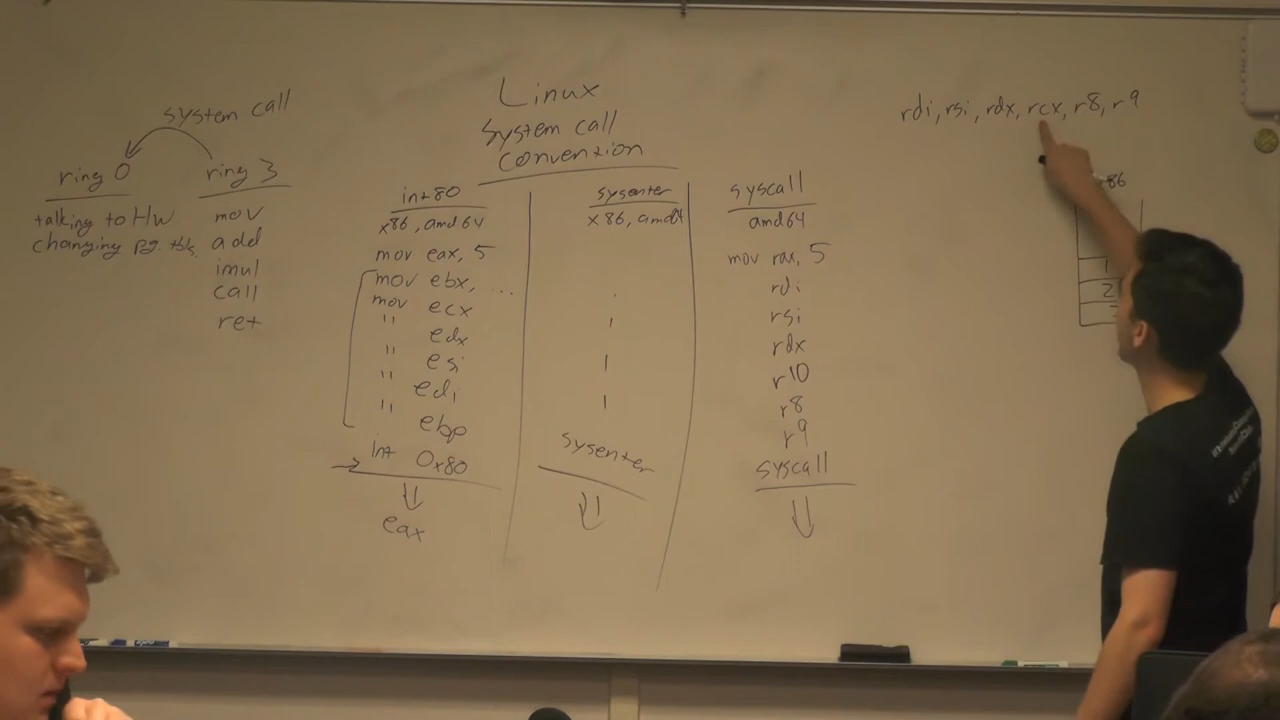 system call
ring 0
talking to HW
changing pg. tbls.
ring 3
mov
add
imul
call
ret
Linux
System call
Convention
int 80
x86, amd64
mov eax, 5
mov ebx, ...
mov ecx
" edx
" esi
" edi
" ebp
int 0x80
eax
sysenter
x86, amd64
sysenter
syscall
amd64
mov rax, 5
rdi
rsi
rdx
r10
r8
r9
syscall
rdi, rsi, rdx, rcx, r8, r9
86
1
2